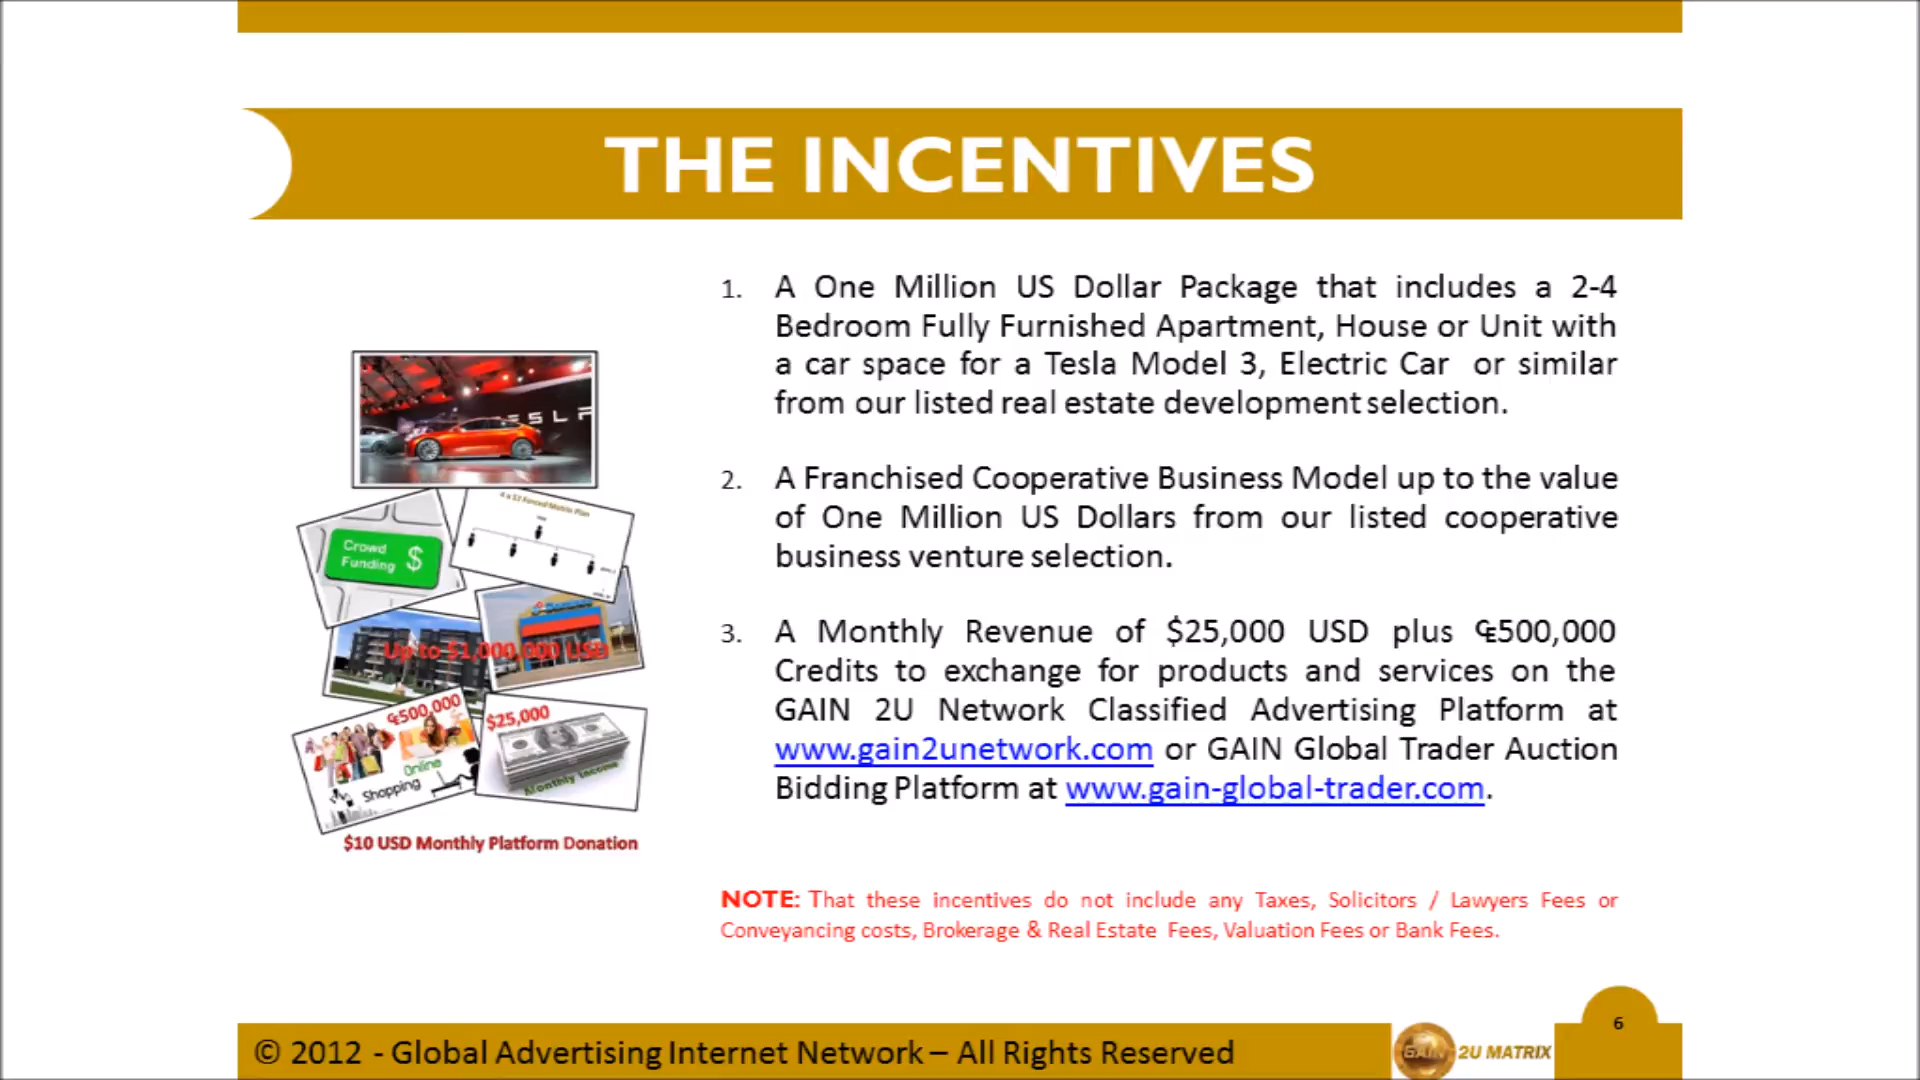 THE INCENTIVES
1. A One Million US Dollar Package that includes a 2-4
Bedroom Fully Furnished Apartment, House or Unit with
a car space for a Tesla Model 3, Electric Car or similar
from our listed real estate development selection.
2. A Franchised Cooperative Business Model up to the value
of One Million US Dollars from our listed cooperative
business venture selection.
3. A Monthly Revenue of $25,000 USD plus ₠500,000
Credits to exchange for products and services on the
GAIN 2U Network Classified Advertising Platform at
www.gain2unetwork.com or GAIN Global Trader Auction
Bidding Platform at www.gain-global-trader.com.
Forced Matrix Plan
Crowd
Funding $
Up to $1,000,000 USD
₠500,000
Online
Shopping
$25,000
Monthly Income
$10 USD Monthly Platform Donation
NOTE: That these incentives do not include any Taxes, Solicitors / Lawyers Fees or
Conveyancing costs, Brokerage & Real Estate Fees, Valuation Fees or Bank Fees.
6
© 2012 - Global Advertising Internet Network – All Rights Reserved
GAIN 2U MATRIX